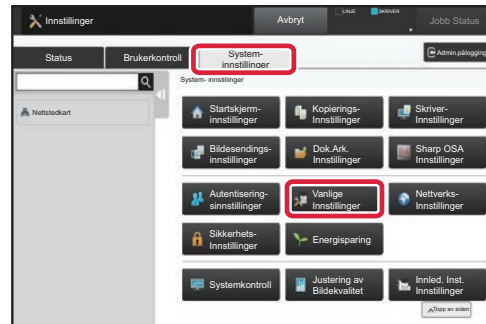 Innstillinger
Avbryt
LINJE
SKRIVER
Jobb Status
Status
Brukerkontroll
System-
innstillinger
Admin.pålogging
System- innstillinger
Nettstedkart
Startskjerm-
innstillinger
Kopierings-
Innstillinger
Skriver-
Innstillinger
Bildesendings-
innstillinger
Dok.Ark.
Innstillinger
Sharp OSA
Innstillinger
Autentisering-
sinnstillinger
Vanlige
Innstillinger
Nettverks-
Innstillinger
Sikkerhets-
Innstillinger
Energisparing
Systemkontroll
Justering av
Bildekvalitet
Innled. Inst.
Innstillinger
Topp av siden